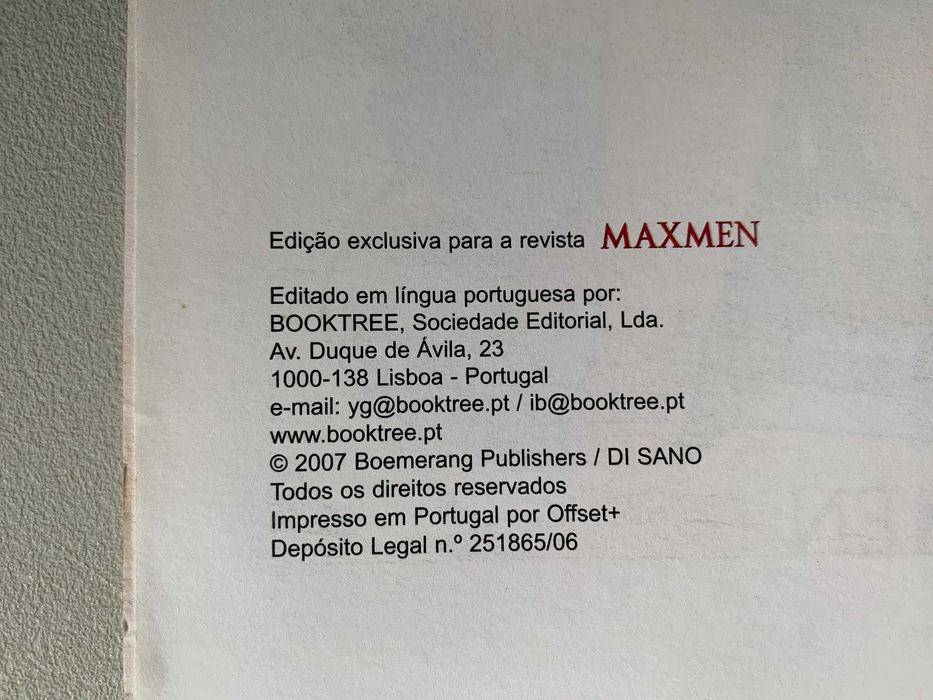 Edição exclusiva para a revista MAXMEN
Editado em língua portuguesa por:
BOOKTREE, Sociedade Editorial, Lda.
Av. Duque de Ávila, 23
1000-138 Lisboa - Portugal
e-mail: yg@booktree.pt / ib@booktree.pt
www.booktree.pt
© 2007 Boemerang Publishers / DI SANO
Todos os direitos reservados
Impresso em Portugal por Offset+
Depósito Legal n.º 251865/06